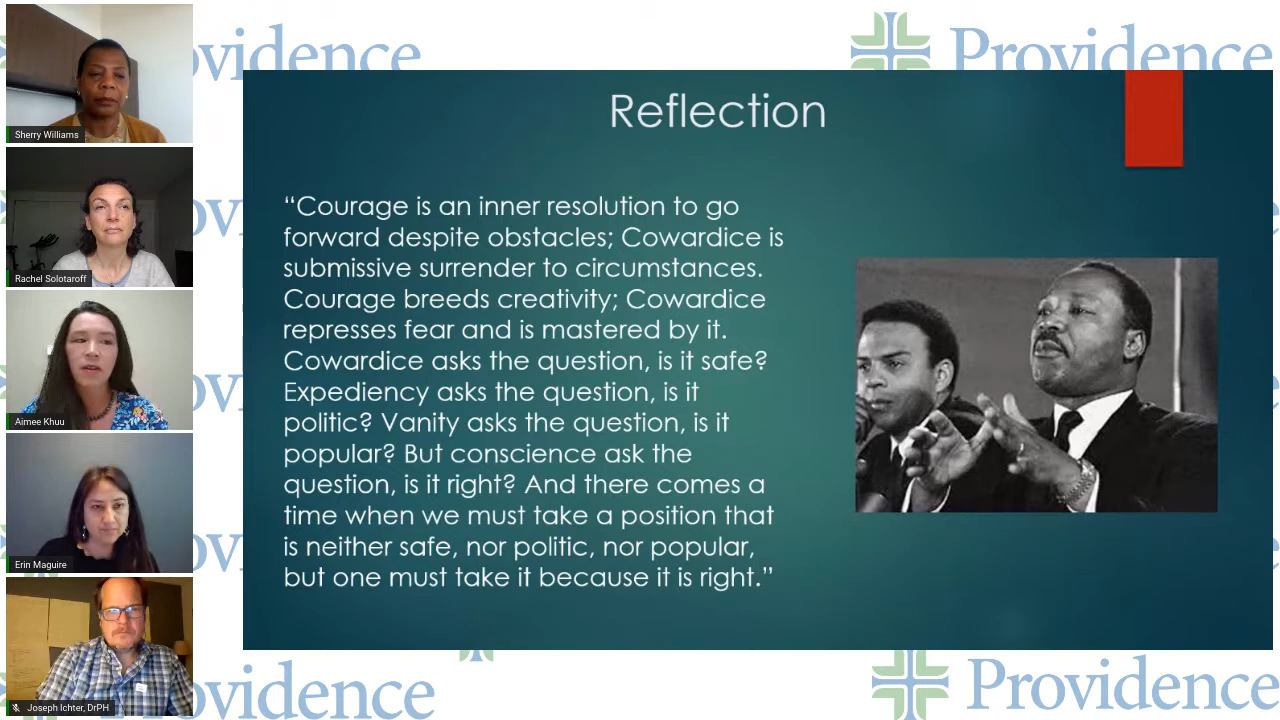 Providence
Providence
Sherry Williams
Rachel Solotaroff
Aimee Khuu
Erin Maguire
Joseph Ichter, DrPH
Reflection
“Courage is an inner resolution to go
forward despite obstacles; Cowardice is
submissive surrender to circumstances.
Courage breeds creativity; Cowardice
represses fear and is mastered by it.
Cowardice asks the question, is it safe?
Expediency asks the question, is it
politic? Vanity asks the question, is it
popular? But conscience ask the
question, is it right? And there comes a
time when we must take a position that
is neither safe, nor politic, nor popular,
but one must take it because it is right.”
Providence
Providence